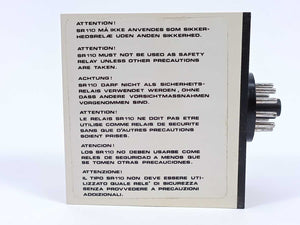 ATTENTION!
SR110 MÅ IKKE ANVENDES SOM SIKKER-
HEDSRELÆ UDEN ANDEN SIKKERHED.
ATTENTION!
SR110 MUST NOT BE USED AS SAFETY
RELAY UNLESS OTHER PRECAUTIONS
ARE TAKEN.
ACHTUNG!
SR110 DARF NICHT ALS SICHERHEITS-
RELAIS VERWENDET WERDEN, OHNE
DASS ANDERE VORSICHTMASSNAHMEN
VORGENOMMEN SIND.
ATTENTION!
LE RELAIS SR110 NE DOIT PAS ETRE
UTILISE COMME RELAIS DE SECURITE
SANS QUE D'AUTRES PRECAUTIONS
SOIENT PRISES.
ATENCION!
LOS SR110 NO DEBEN USARSE COMO
RELES DE SEGURIDAD A MENOS QUE
SE TOMEN OTRAS PRECAUCIONES.
ATTENZIONE!
IL TIPO SR110 NON DEVE ESSERE UTI-
LIZZATO QUALE RELE' DI SICUREZZA
SENZA PROVVEDERE A PRECAUZIONI
ADDIZIONALI.